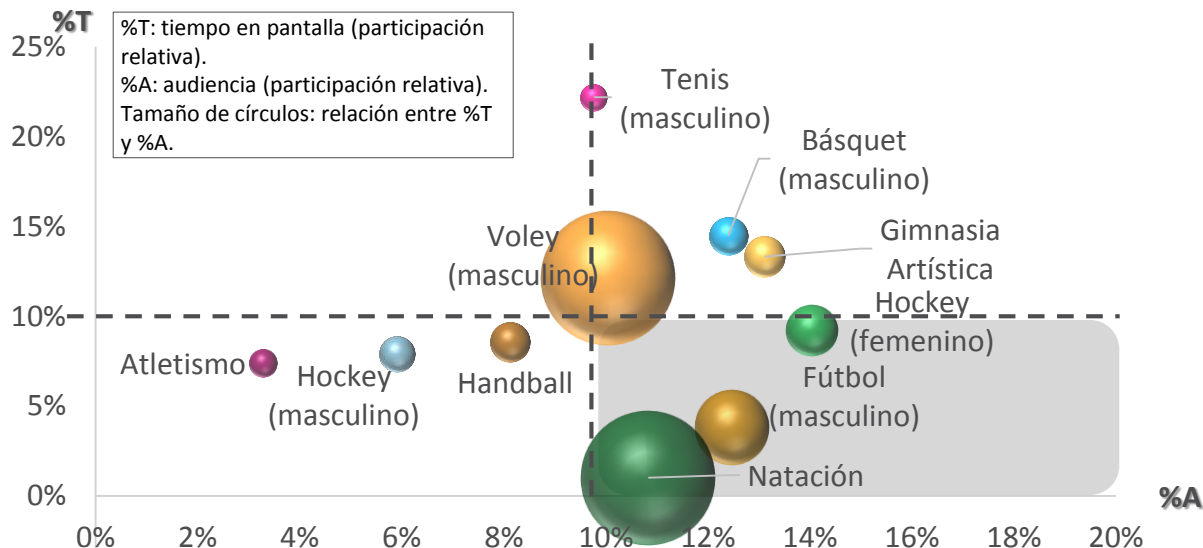 %T
25%
20%
15%
10%
5%
0%
%T: tiempo en pantalla (participación
relativa).
%A: audiencia (participación relativa).
Tamaño de círculos: relación entre %T
y %A.
Tenis
(masculino)
Básquet
(masculino)
Voley
(masculino)
Gimnasia
Artística
Hockey
(femenino)
Atletismo
Hockey
(masculino)
Handball
Fútbol
(masculino)
Natación
%A
0%
2%
4%
6%
8%
10%
12%
14%
16%
18%
20%